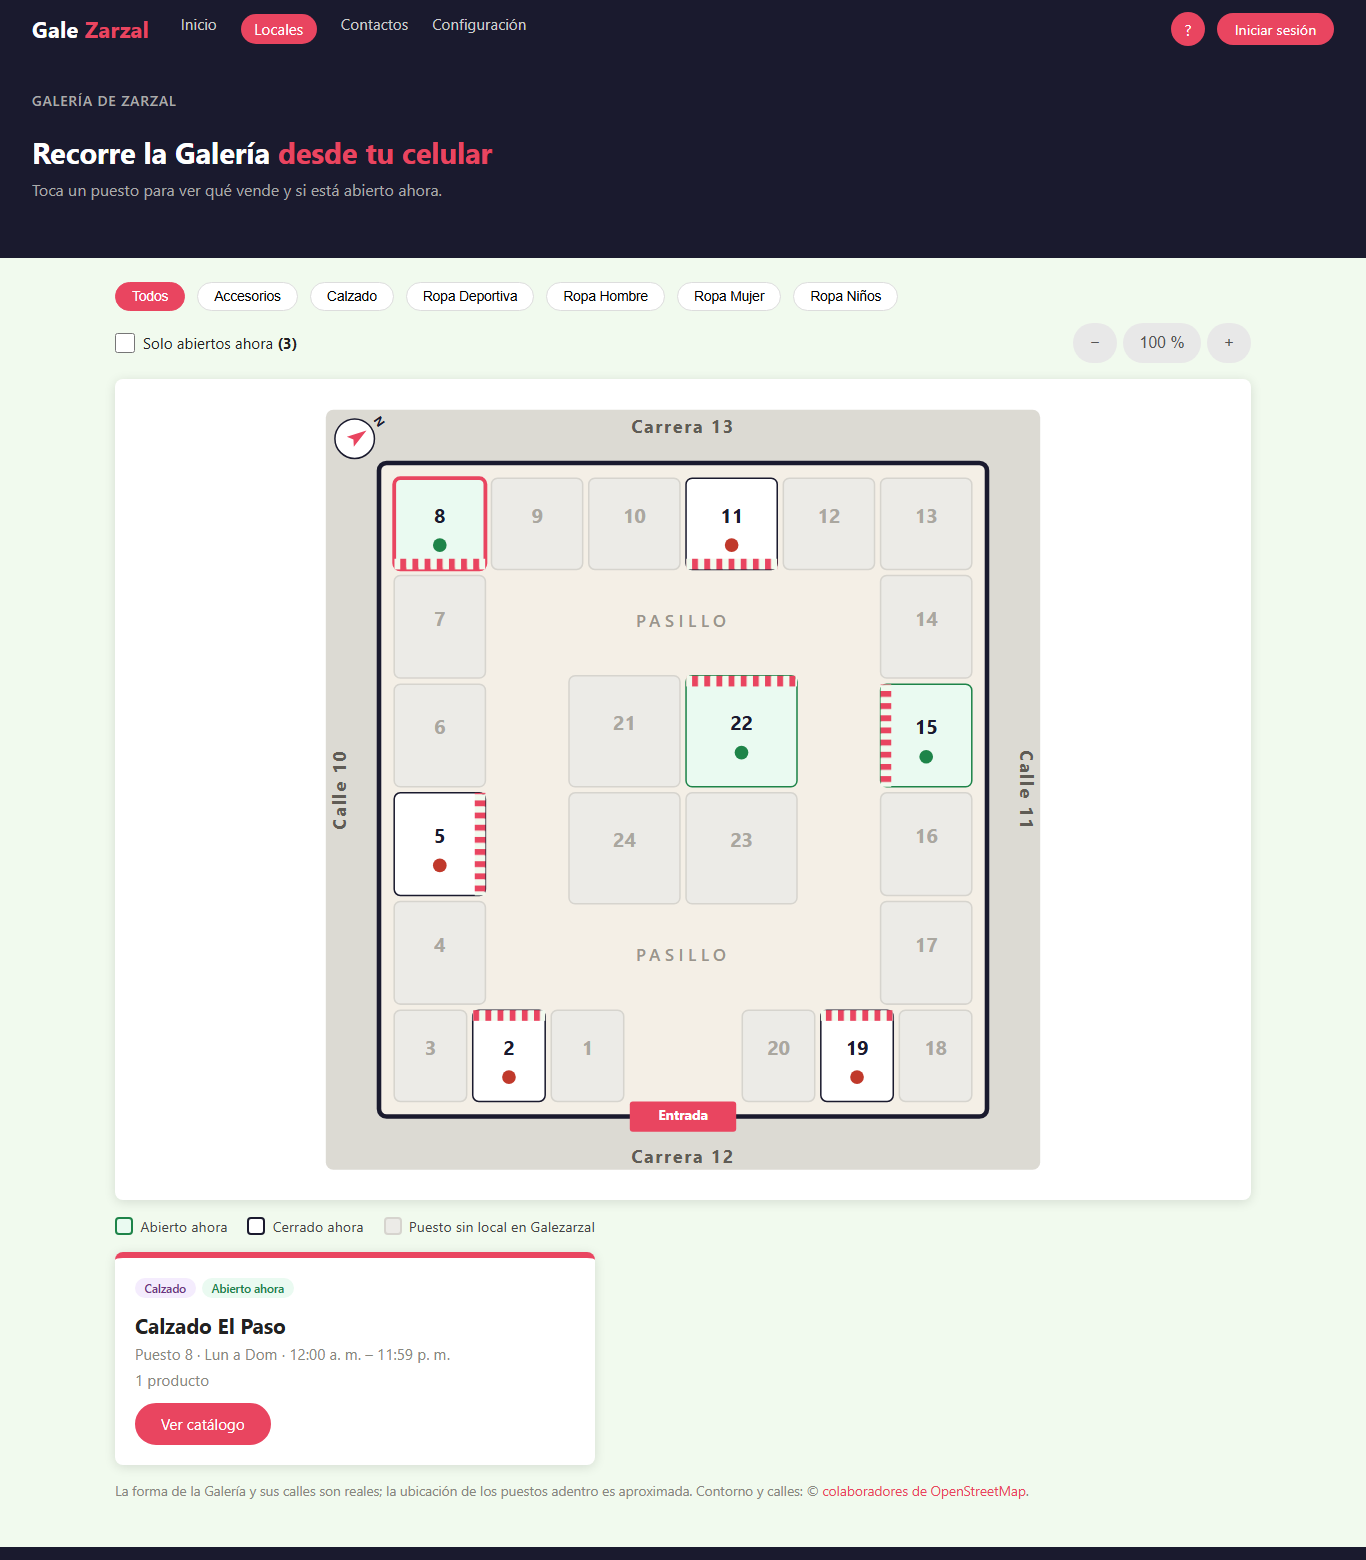 Gale Zarzal
Inicio
Locales
Contactos
Configuración
?
Iniciar sesión
GALERÍA DE ZARZAL
Recorre la Galería desde tu celular
Toca un puesto para ver qué vende y si está abierto ahora.
Todos
Accesorios
Calzado
Ropa Deportiva
Ropa Hombre
Ropa Mujer
Ropa Niños
Solo abiertos ahora (3)
−
100 %
+
N
Carrera 13
8
9
10
11
12
13
7
PASILLO
14
6
21
22
15
Calle 10
Calle 11
5
24
23
16
4
PASILLO
17
3
2
1
20
19
18
Entrada
Carrera 12
Abierto ahora
Cerrado ahora
Puesto sin local en Galezarzal
Calzado
Abierto ahora
Calzado El Paso
Puesto 8 · Lun a Dom · 12:00 a. m. – 11:59 p. m.
1 producto
Ver catálogo
La forma de la Galería y sus calles son reales; la ubicación de los puestos adentro es aproximada. Contorno y calles: © colaboradores de OpenStreetMap.